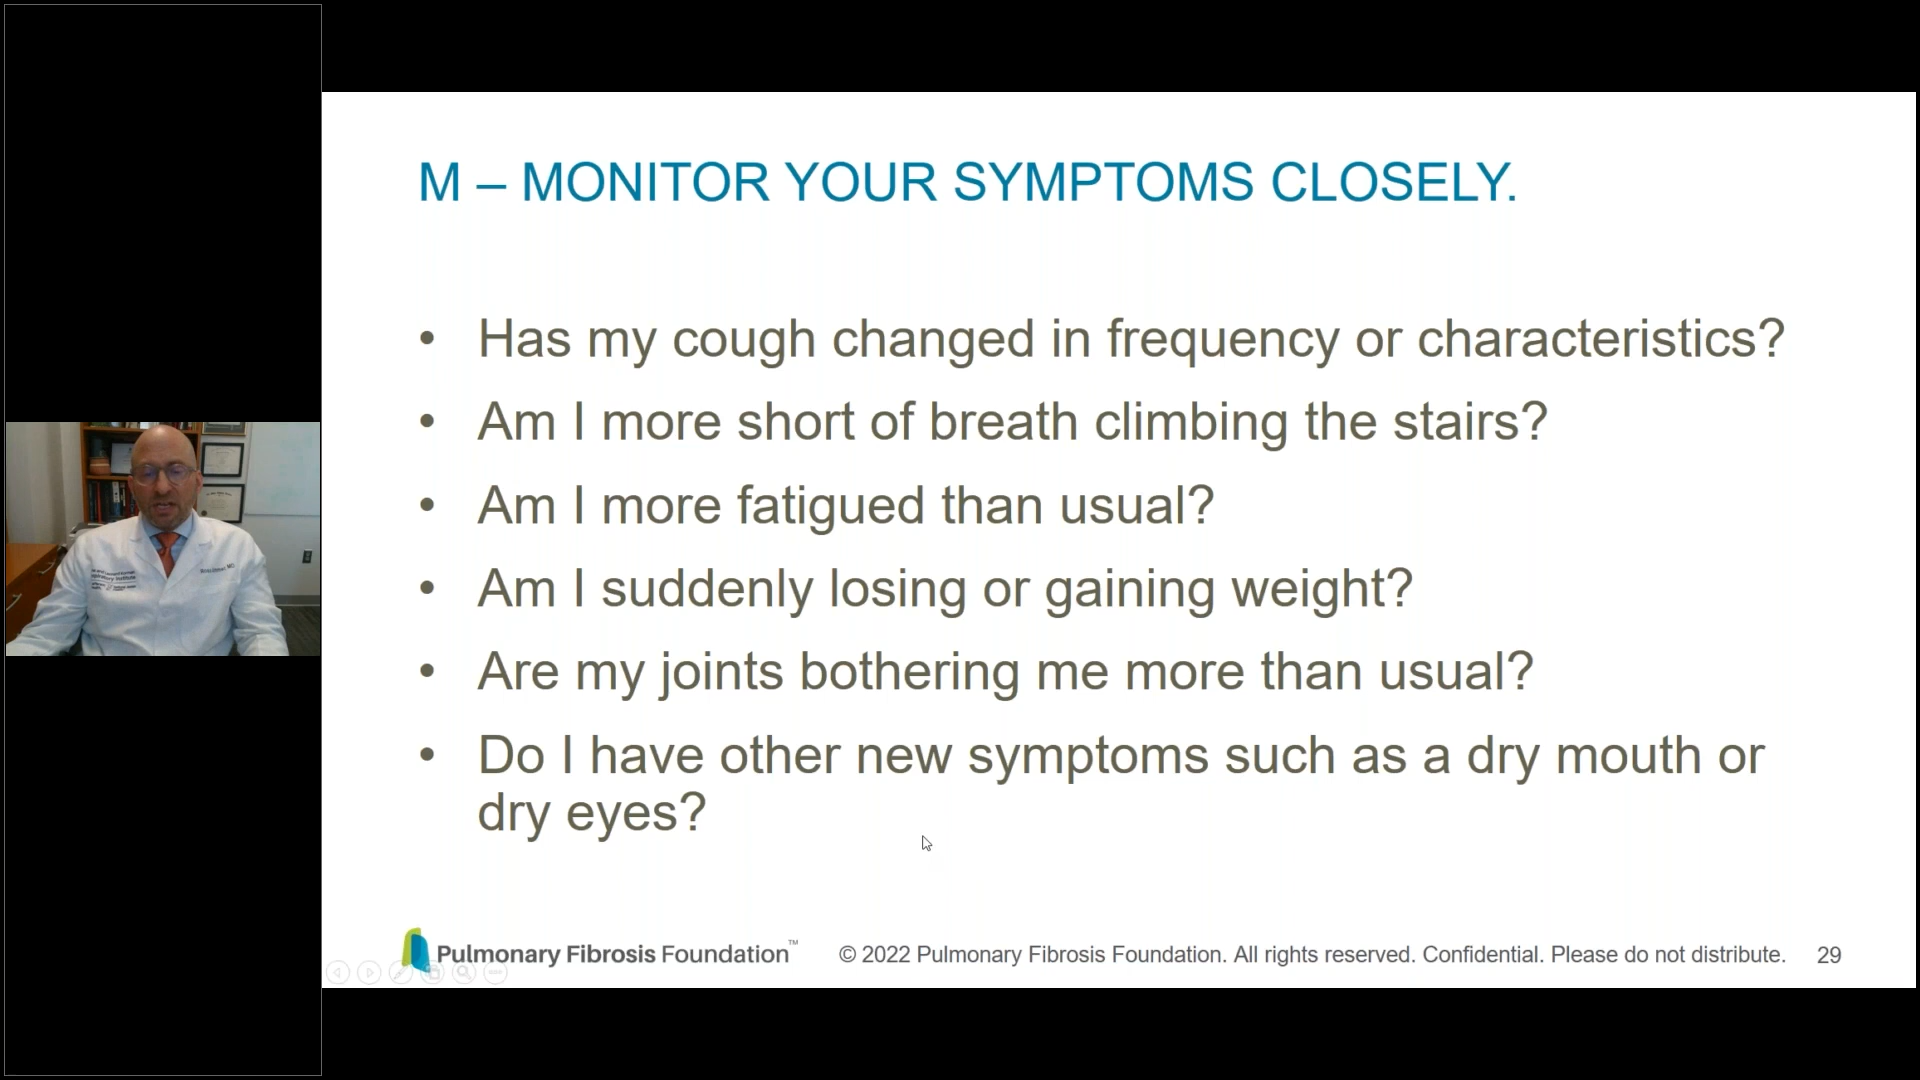 M – MONITOR YOUR SYMPTOMS CLOSELY.
• Has my cough changed in frequency or characteristics?
• Am I more short of breath climbing the stairs?
• Am I more fatigued than usual?
• Am I suddenly losing or gaining weight?
• Are my joints bothering me more than usual?
• Do I have other new symptoms such as a dry mouth or
dry eyes?
Pulmonary Fibrosis Foundation™ © 2022 Pulmonary Fibrosis Foundation. All rights reserved. Confidential. Please do not distribute. 29